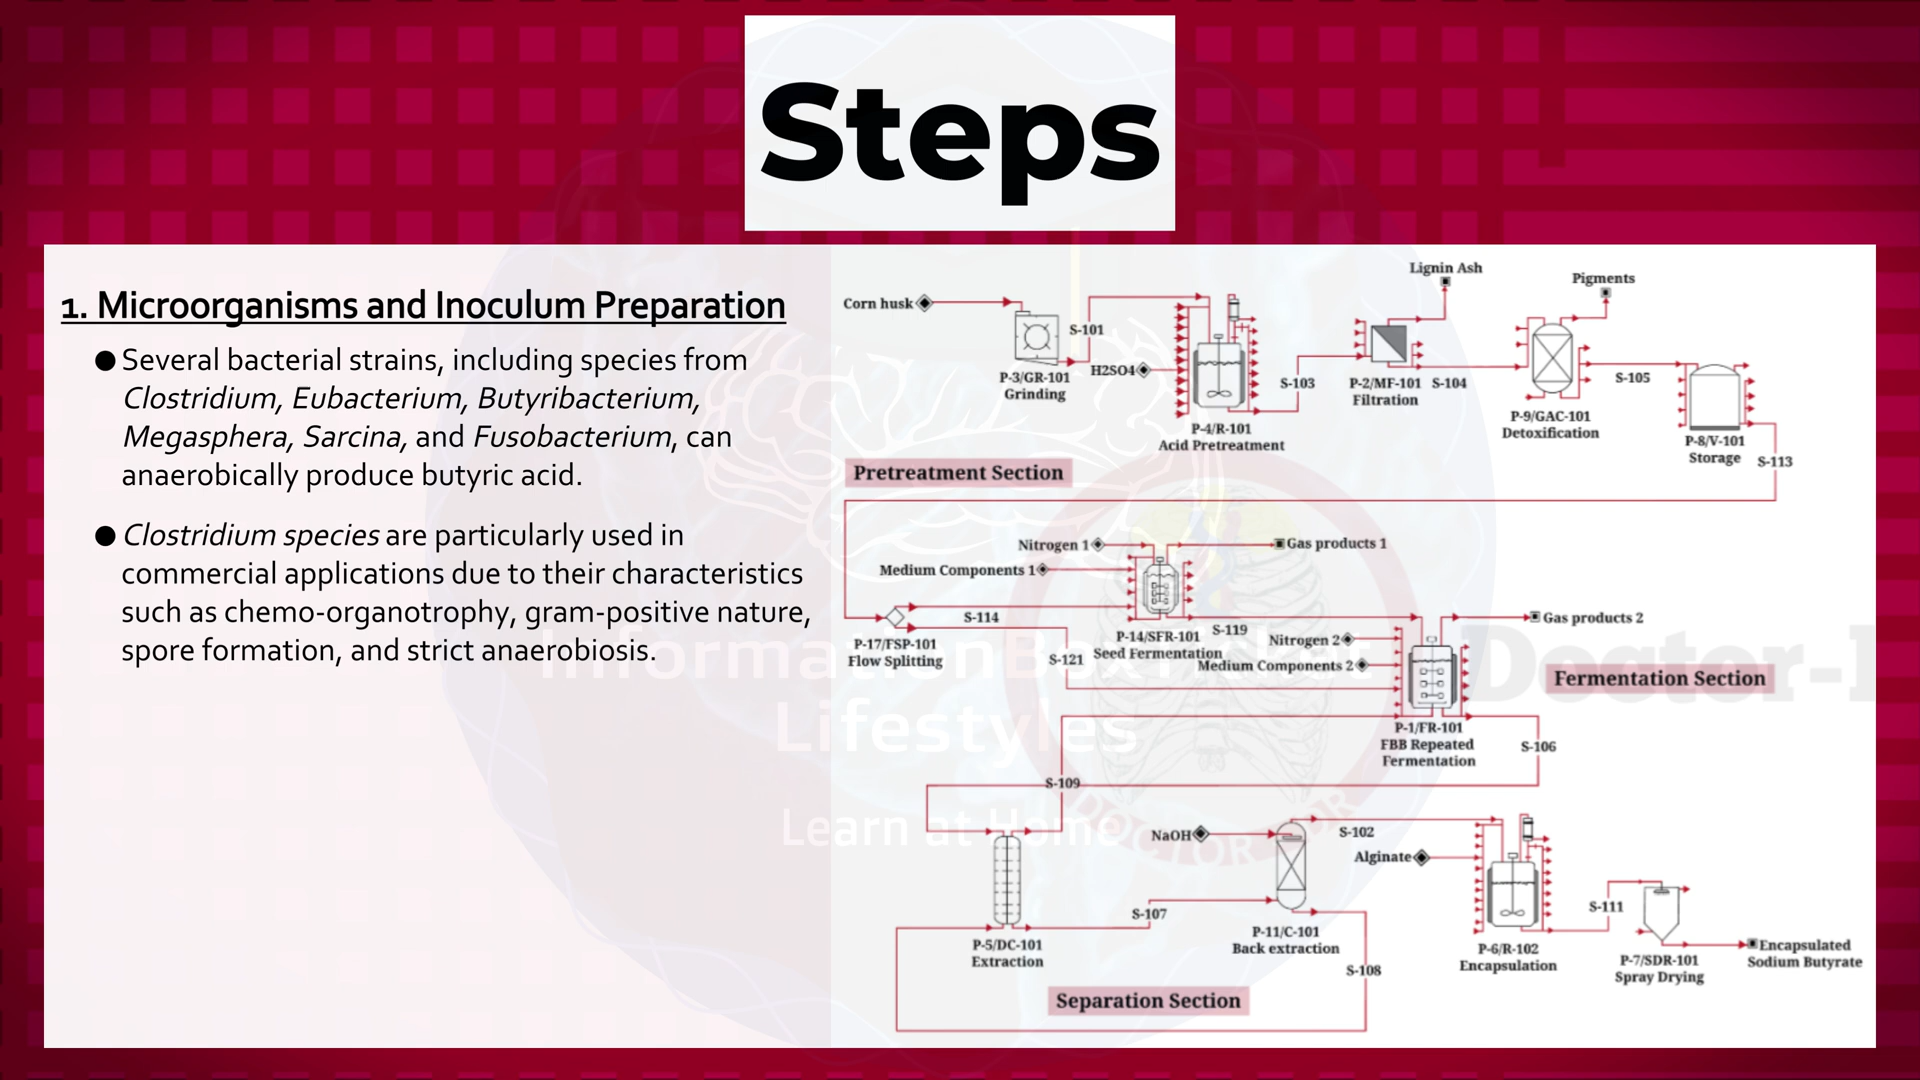 Steps
1. Microorganisms and Inoculum Preparation
● Several bacterial strains, including species from
Clostridium, Eubacterium, Butyribacterium,
Megasphera, Sarcina, and Fusobacterium, can
anaerobically produce butyric acid.
● Clostridium species are particularly used in
commercial applications due to their characteristics
such as chemo-organotrophy, gram-positive nature,
spore formation, and strict anaerobiosis.
Corn husk
P-3/GR-101
Grinding
S-101
H2SO4
P-4/R-101
Acid Pretreatment
S-103
Lignin Ash
P-2/MF-101
Filtration
S-104
Pigments
P-9/GAC-101
Detoxification
S-105
P-8/V-101
Storage
S-113
Pretreatment Section
Nitrogen 1
Gas products 1
Medium Components 1
S-114
P-17/FSP-101
Flow Splitting
P-14/SFR-101
Seed Fermentation
S-119
S-121
Nitrogen 2
Medium Components 2
Gas products 2
Fermentation Section
P-1/FR-101
FBB Repeated
Fermentation
S-106
S-109
NaOH
S-102
Alginate
S-107
P-5/DC-101
Extraction
P-11/C-101
Back extraction
S-108
P-6/R-102
Encapsulation
S-111
P-7/SDR-101
Spray Drying
Encapsulated
Sodium Butyrate
Separation Section
Lifestyles
Learn at Home
DOCTOR